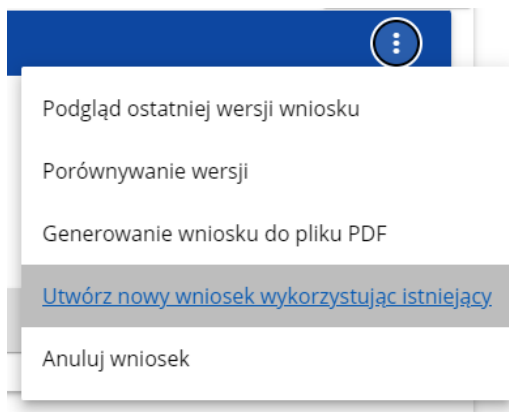 Podgląd ostatniej wersji wniosku
Porównywanie wersji
Generowanie wniosku do pliku PDF
Utwórz nowy wniosek wykorzystując istniejący
Anuluj wniosek